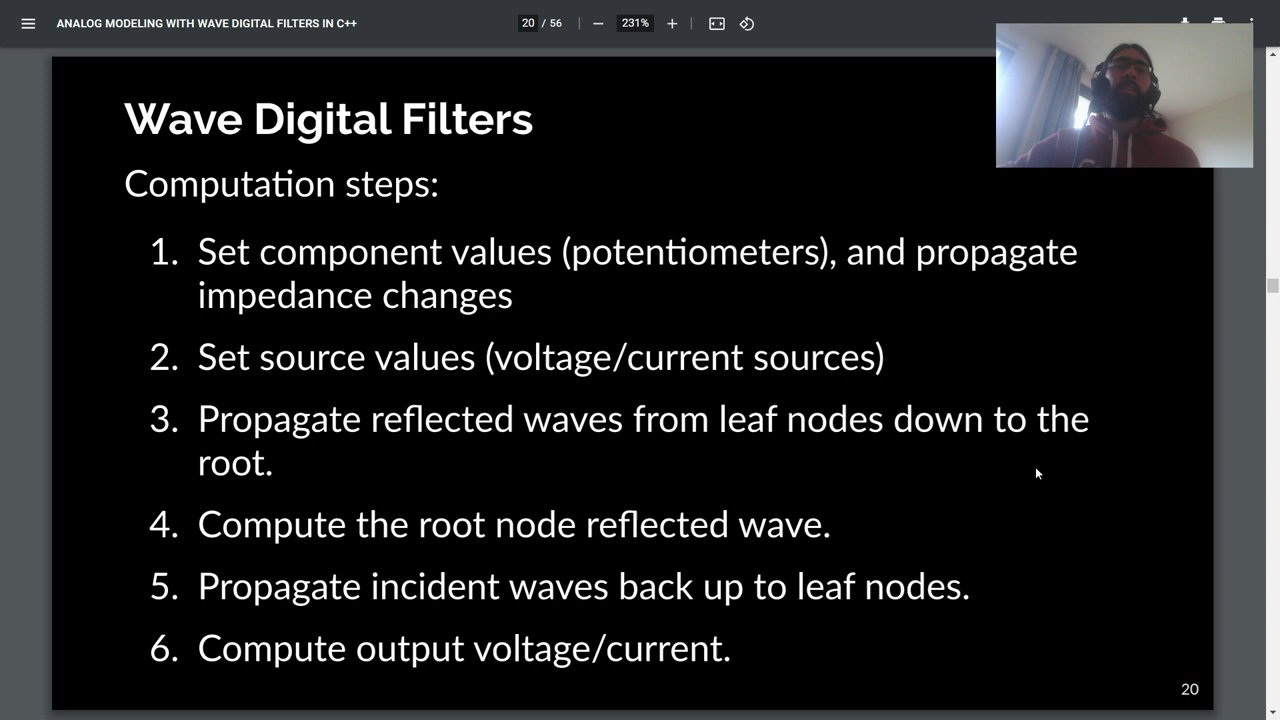 ANALOG MODELING WITH WAVE DIGITAL FILTERS IN C++
20 / 56
231%
Wave Digital Filters
Computation steps:
1. Set component values (potentiometers), and propagate
impedance changes
2. Set source values (voltage/current sources)
3. Propagate reflected waves from leaf nodes down to the
root.
4. Compute the root node reflected wave.
5. Propagate incident waves back up to leaf nodes.
6. Compute output voltage/current.
20